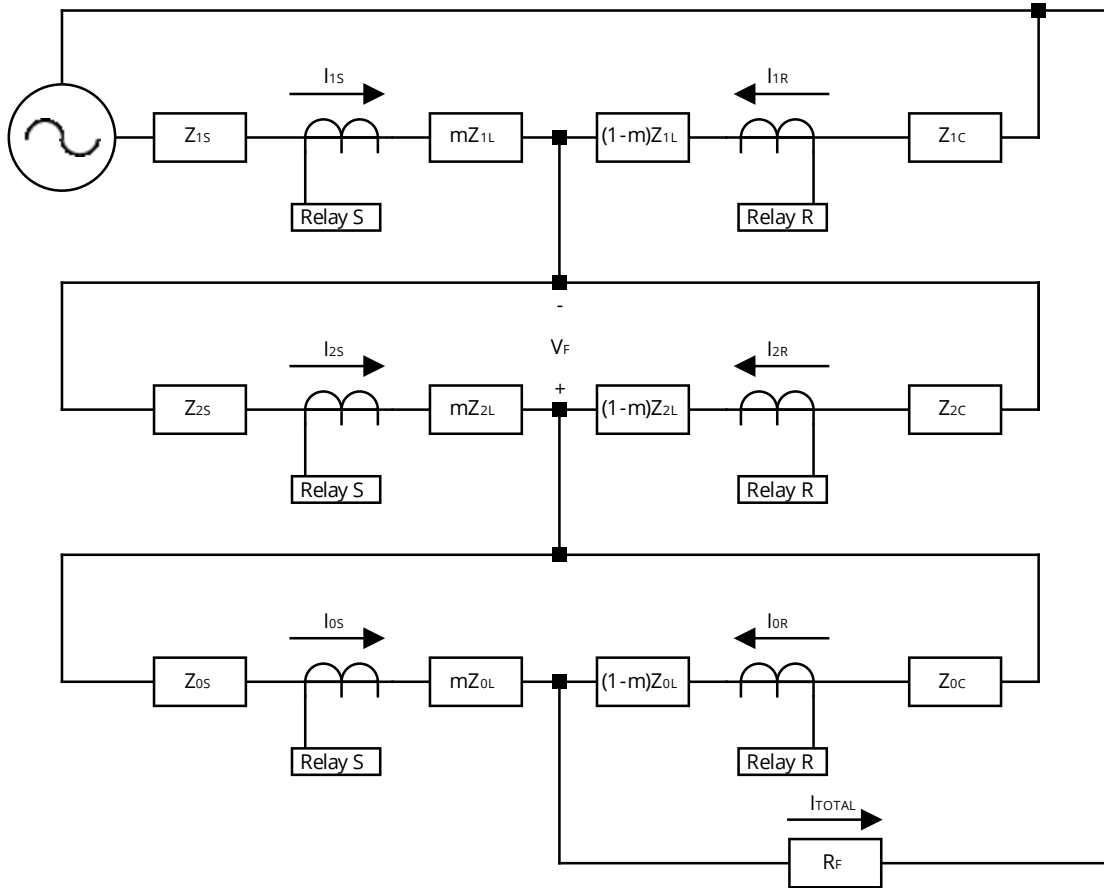 I1S I1R
Z1S mZ1L (1-m)Z1L Z1C
Relay S Relay R
-
VF
I2S I2R
+
Z2S mZ2L (1-m)Z2L Z2C
Relay S Relay R
I0S I0R
Z0S mZ0L (1-m)Z0L Z0C
Relay S Relay R
ITOTAL
RF